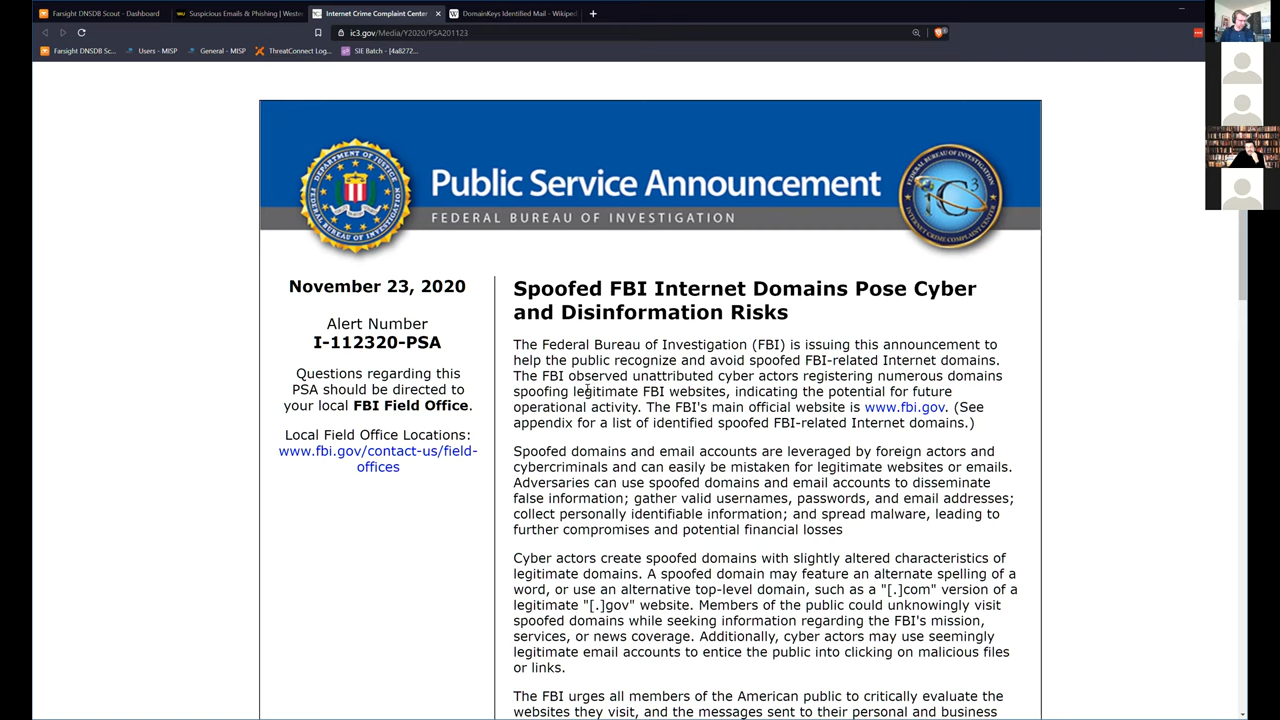 Farsight DNSDB Scout - Dashboard
Suspicious Emails & Phishing | Weste
Internet Crime Complaint Center
DomainKeys Identified Mail - Wikiped
ic3.gov/Media/Y2020/PSA201123
Farsight DNSDB Sc...
Users - MISP
General - MISP
ThreatConnect Log...
SIE Batch - [4a8272...
Public Service Announcement
FEDERAL BUREAU OF INVESTIGATION
November 23, 2020
Alert Number
I-112320-PSA
Questions regarding this
PSA should be directed to
your local FBI Field Office.
Local Field Office Locations:
www.fbi.gov/contact-us/field-
offices
Spoofed FBI Internet Domains Pose Cyber
and Disinformation Risks
The Federal Bureau of Investigation (FBI) is issuing this announcement to
help the public recognize and avoid spoofed FBI-related Internet domains.
The FBI observed unattributed cyber actors registering numerous domains
spoofing legitimate FBI websites, indicating the potential for future
operational activity. The FBI's main official website is www.fbi.gov. (See
appendix for a list of identified spoofed FBI-related Internet domains.)
Spoofed domains and email accounts are leveraged by foreign actors and
cybercriminals and can easily be mistaken for legitimate websites or emails.
Adversaries can use spoofed domains and email accounts to disseminate
false information; gather valid usernames, passwords, and email addresses;
collect personally identifiable information; and spread malware, leading to
further compromises and potential financial losses
Cyber actors create spoofed domains with slightly altered characteristics of
legitimate domains. A spoofed domain may feature an alternate spelling of a
word, or use an alternative top-level domain, such as a "[.]com" version of a
legitimate "[.]gov" website. Members of the public could unknowingly visit
spoofed domains while seeking information regarding the FBI's mission,
services, or news coverage. Additionally, cyber actors may use seemingly
legitimate email accounts to entice the public into clicking on malicious files
or links.
The FBI urges all members of the American public to critically evaluate the
websites they visit, and the messages sent to their personal and business